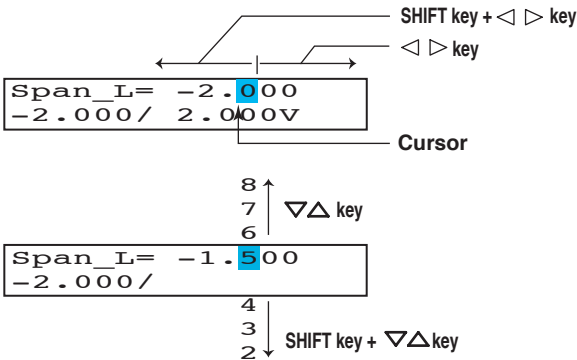 SHIFT key + ◁ ▷ key
◁ ▷ key
Span_L= -2.000
-2.000/ 2.000V
Cursor
8
7
▽△ key
6
Span_L= -1.500
-2.000/
4
3
SHIFT key + ▽△ key
2